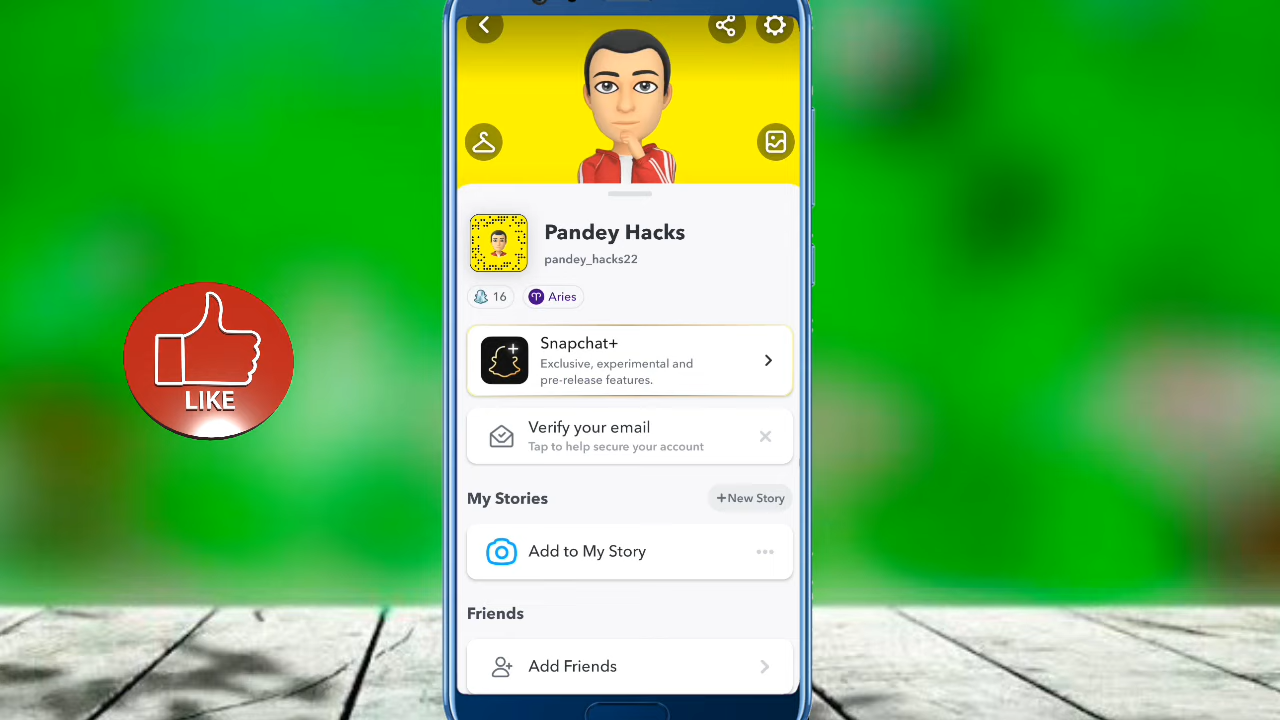 Pandey Hacks
pandey_hacks22
16
Aries
Snapchat+
Exclusive, experimental and
pre-release features.
Verify your email
Tap to help secure your account
LIKE
My Stories
+New Story
Add to My Story
Friends
Add Friends